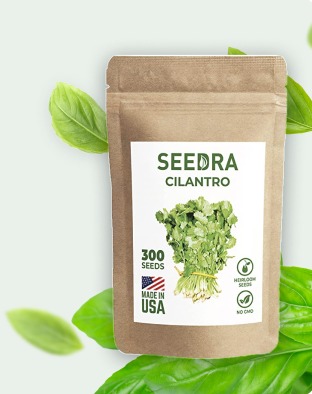 SEEDRA
CILANTRO
300
SEEDS
MADE IN
USA
HEIRLOOM
SEEDS
NO GMO